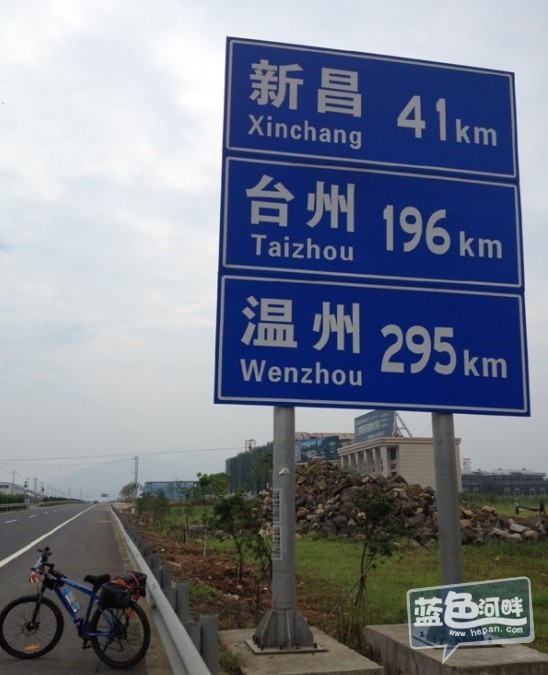 新昌 41km
Xinchang
台州 196km
Taizhou
温州 295km
Wenzhou
蓝色河畔
www.hepan.com